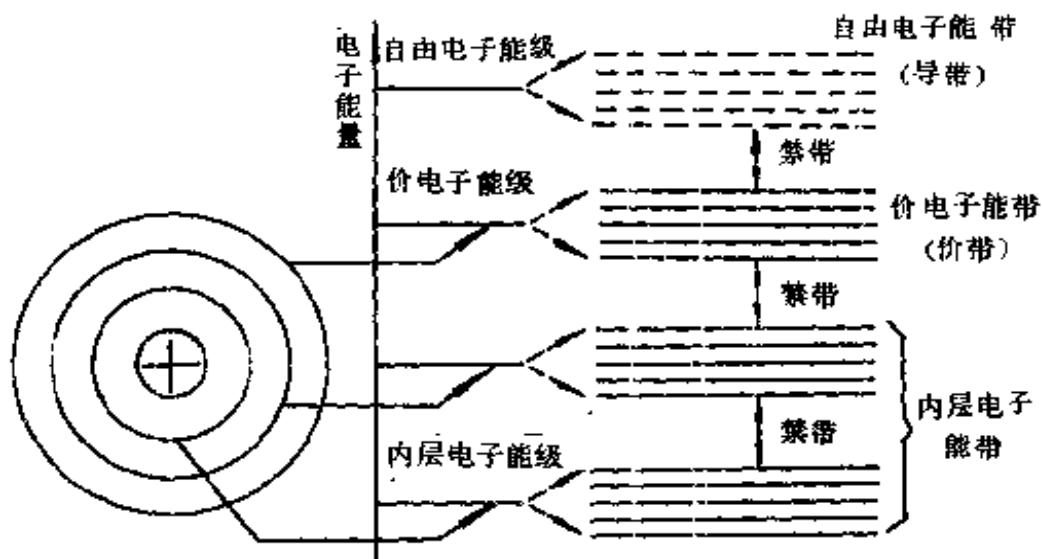 电子能量
自由电子能级
自由电子能 带
(导带)
禁带
价电子能级
价电子能带
(价带)
禁带
内层电子
能带
禁带
内层电子能级